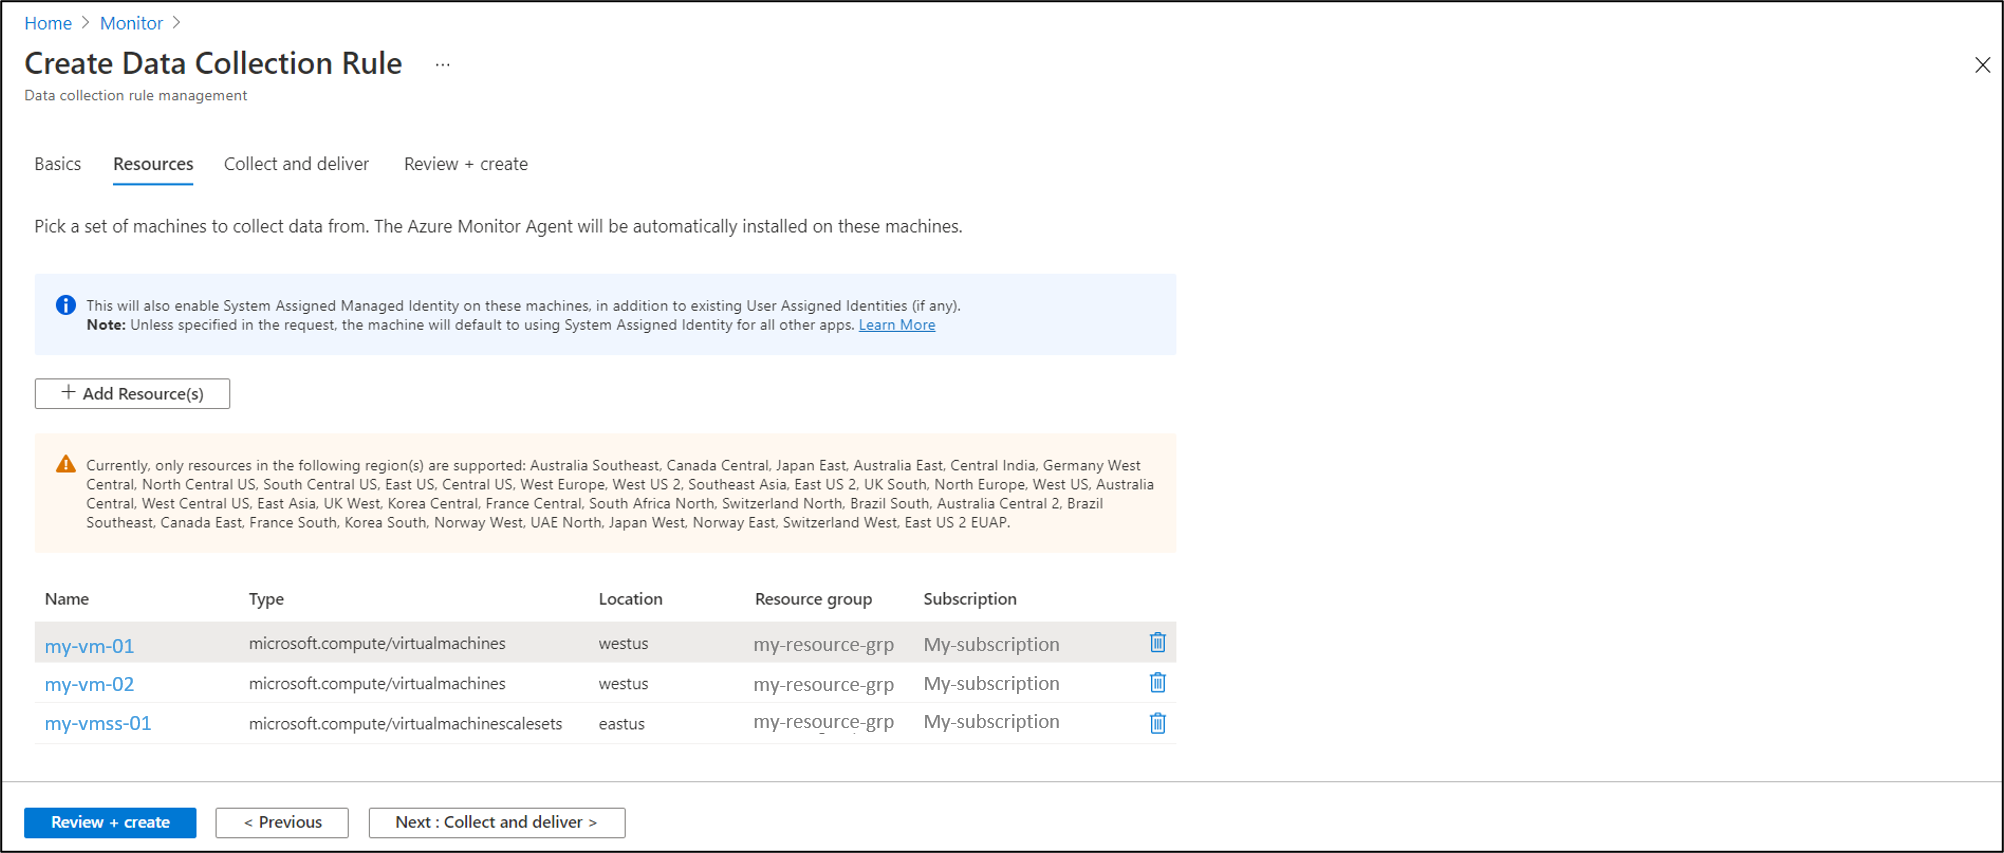 Home > Monitor >
Create Data Collection Rule ...
Data collection rule management
Basics Resources Collect and deliver Review + create
Pick a set of machines to collect data from. The Azure Monitor Agent will be automatically installed on these machines.
This will also enable System Assigned Managed Identity on these machines, in addition to existing User Assigned Identities (if any).
Note: Unless specified in the request, the machine will default to using System Assigned Identity for all other apps. Learn More
+ Add Resource(s)
Currently, only resources in the following region(s) are supported: Australia Southeast, Canada Central, Japan East, Australia East, Central India, Germany West
Central, North Central US, South Central US, East US, Central US, West Europe, West US 2, Southeast Asia, East US 2, UK South, North Europe, West US, Australia
Central, West Central US, East Asia, UK West, Korea Central, France Central, South Africa North, Switzerland North, Brazil South, Australia Central 2, Brazil
Southeast, Canada East, France South, Korea South, Norway West, UAE North, Japan West, Norway East, Switzerland West, East US 2 EUAP.
Name Type Location Resource group Subscription
my-vm-01 microsoft.compute/virtualmachines westus my-resource-grp My-subscription
my-vm-02 microsoft.compute/virtualmachines westus my-resource-grp My-subscription
my-vmss-01 microsoft.compute/virtualmachinescalesets eastus my-resource-grp My-subscription
Review + create < Previous Next : Collect and deliver >